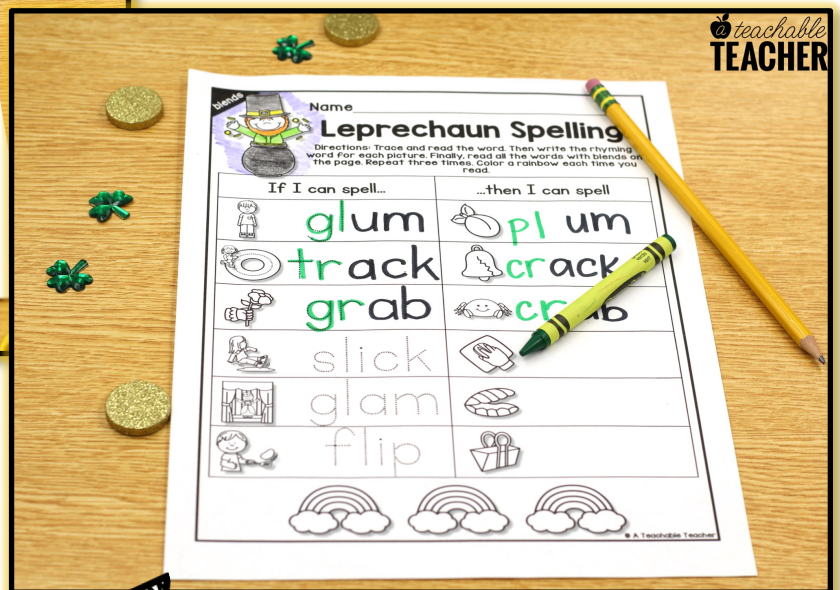 a teachable
TEACHER
blends
Name
Leprechaun Spelling
Directions: Trace and read the word. Then write the rhyming
word for each picture. Finally, read all the words with blends on
the page. Repeat three times. Color a rainbow each time you
read.
If I can spell... ...then I can spell
glum pl um
track crack
grab
slick
glam
flip
© A Teachable Teacher